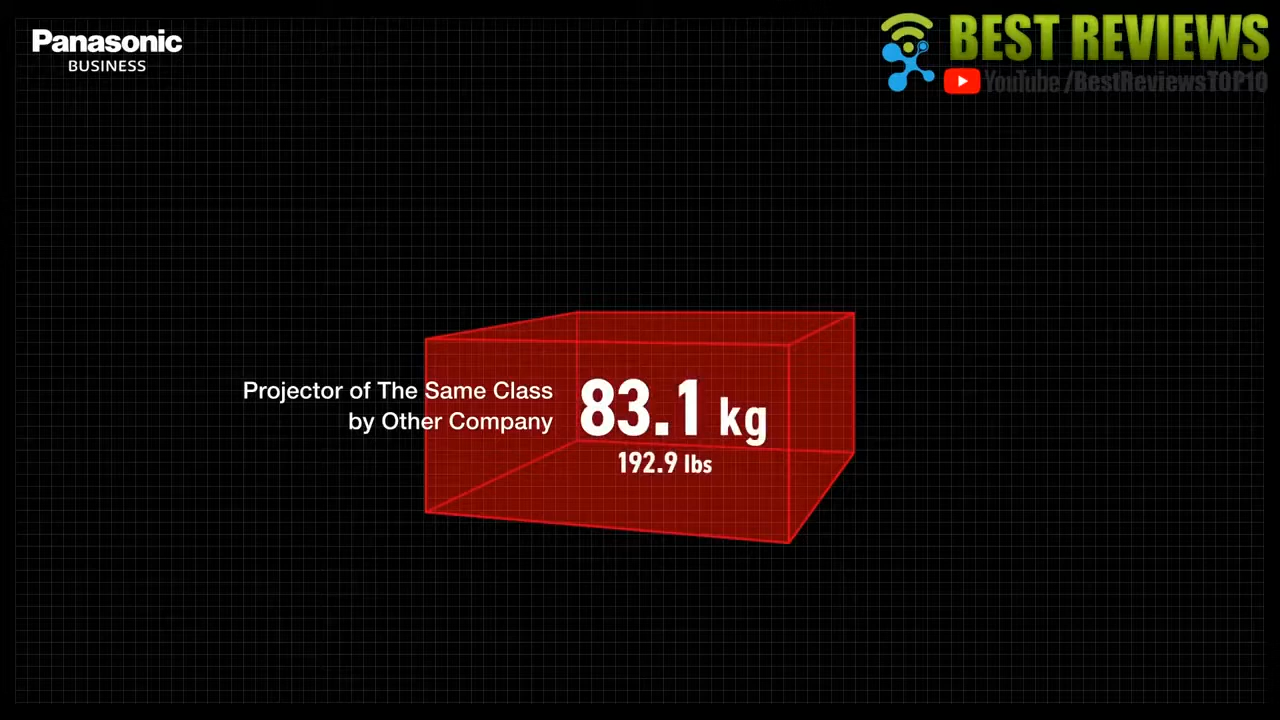 Panasonic
BUSINESS
BEST REVIEWS
YouTube /BestReviewsTOP10
Projector of The Same Class
by Other Company
83.1 kg
192.9 lbs